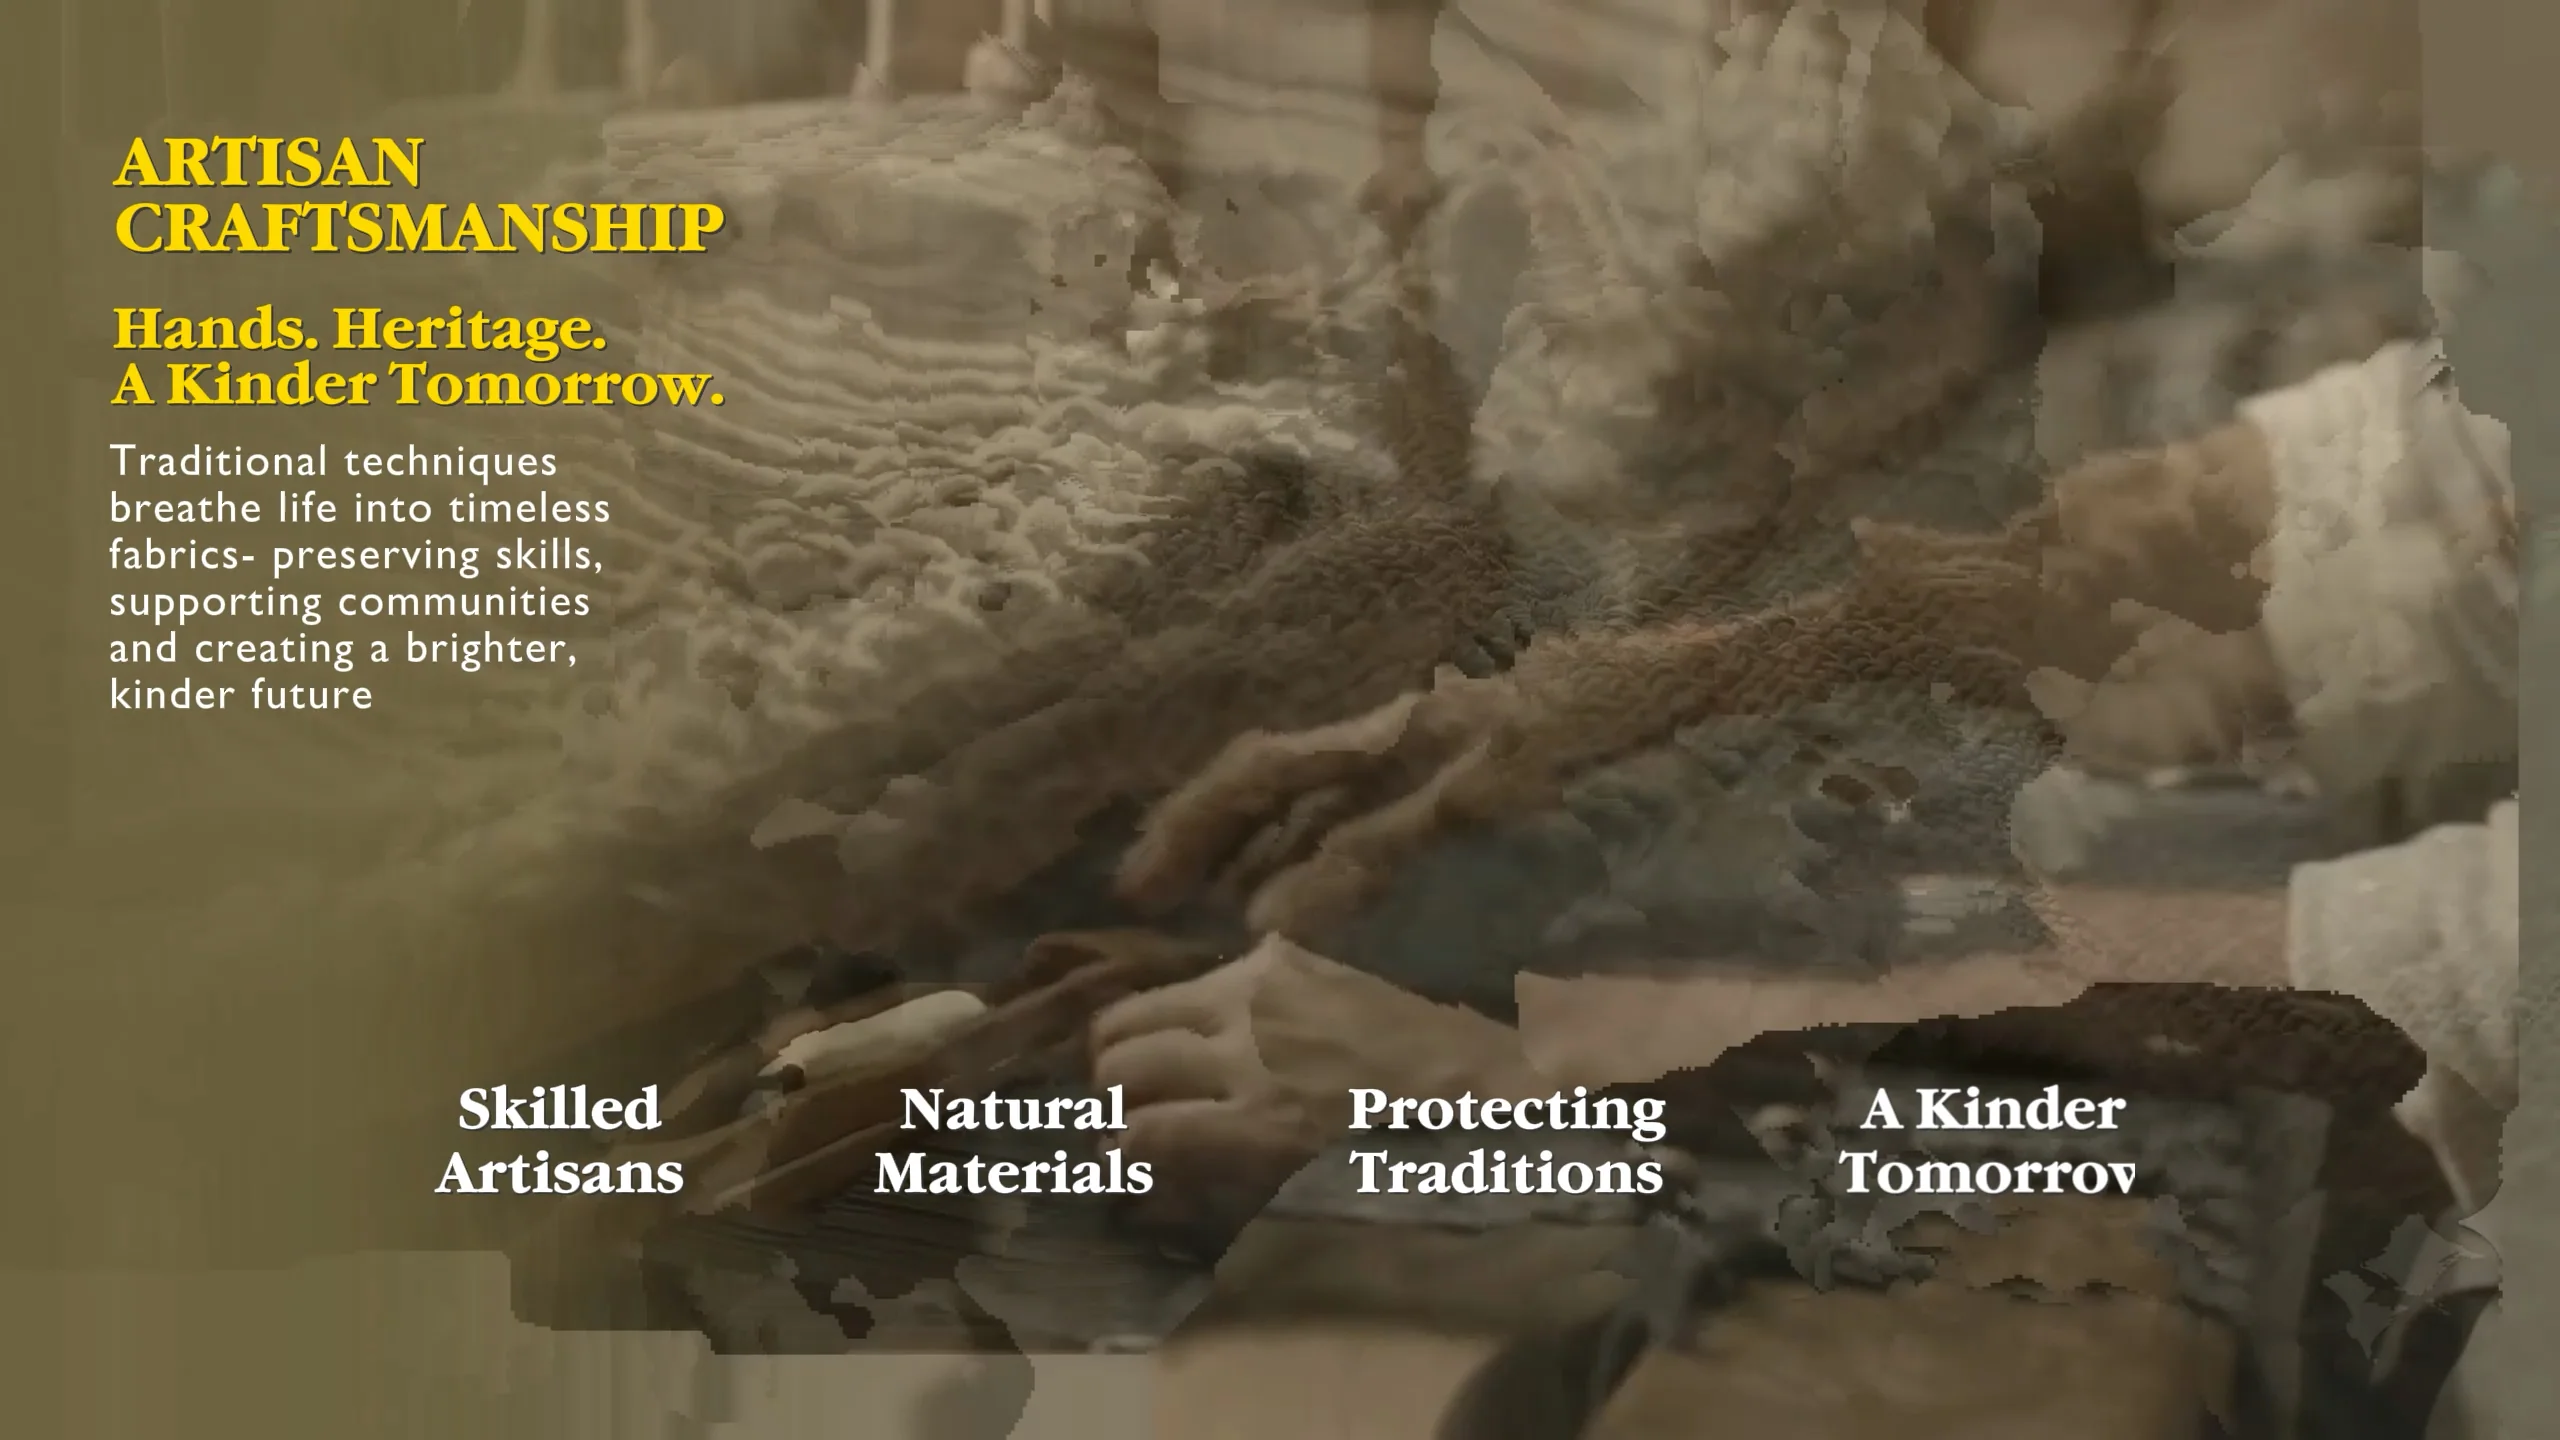 ARTISAN
CRAFTSMANSHIP
Hands. Heritage.
A Kinder Tomorrow.
Traditional techniques
breathe life into timeless
fabrics- preserving skills,
supporting communities
and creating a brighter,
kinder future
Skilled
Artisans
Natural
Materials
Protecting
Traditions
A Kinder
Tomorrow